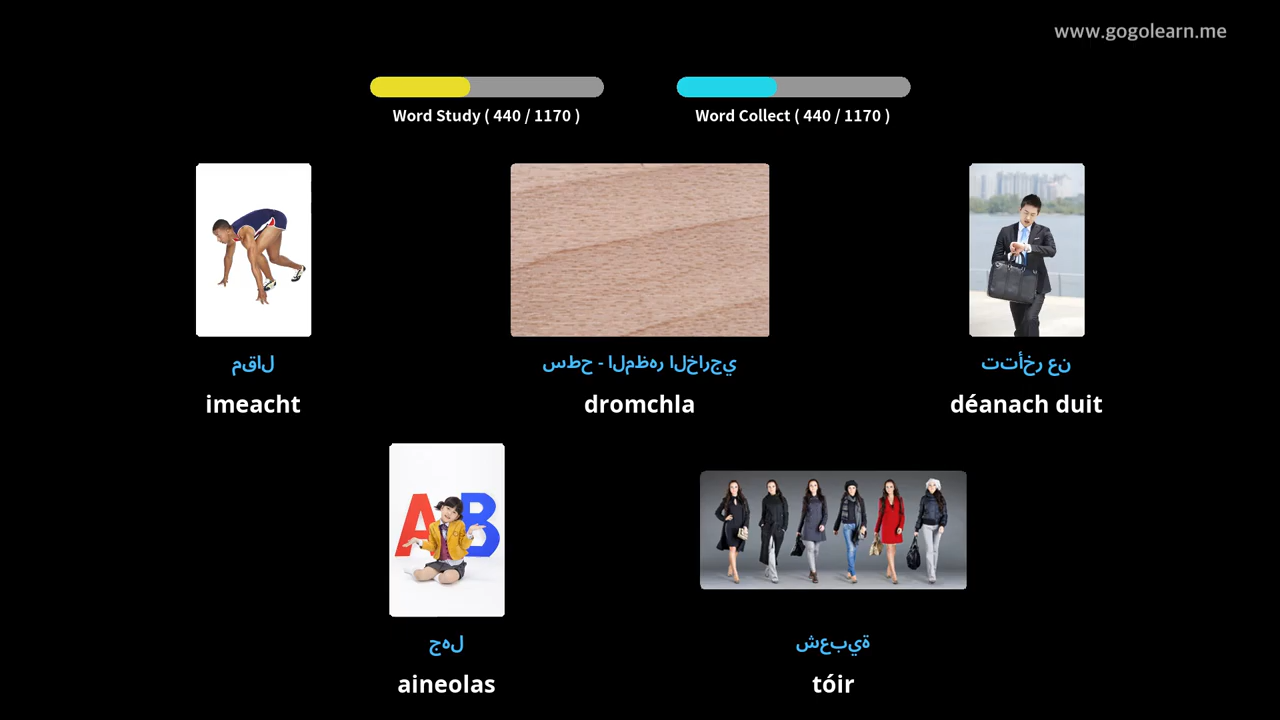 www.gogolearn.me
Word Study ( 440 / 1170 )
Word Collect ( 440 / 1170 )
مقال
سطح - المظهر الخارجي
تتأخر عن
imeacht
dromchla
déanach duit
جهل
شعبية
aineolas
tóir